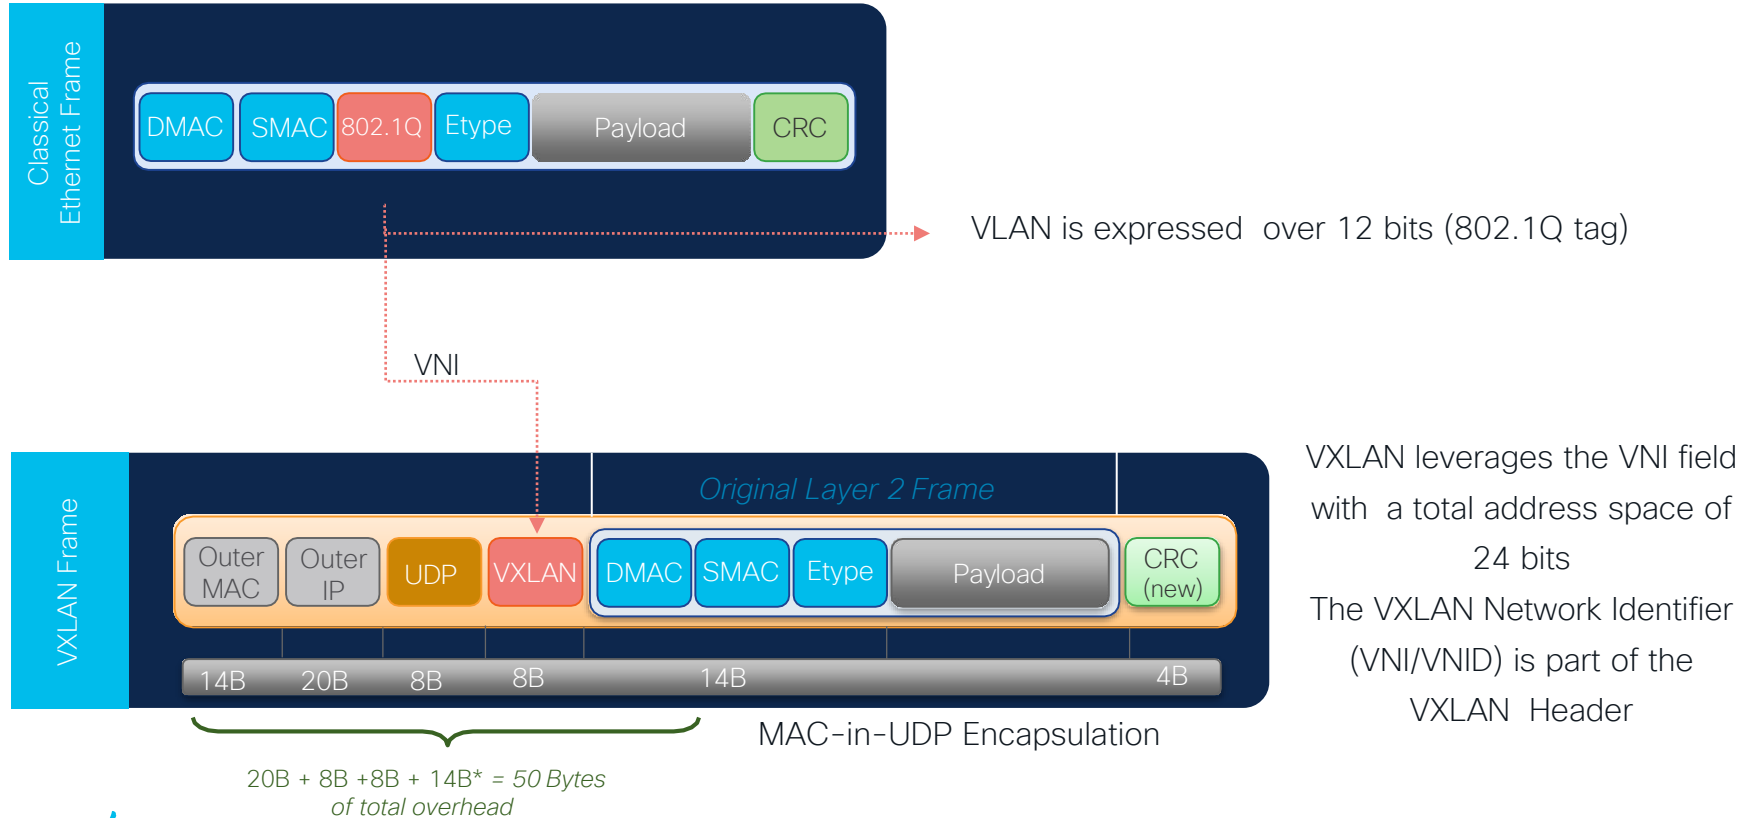 Classical
Ethernet Frame
DMAC SMAC 802.1Q Etype Payload CRC
VLAN is expressed over 12 bits (802.1Q tag)
VNI
VXLAN Frame
Original Layer 2 Frame
Outer
MAC
Outer
IP
UDP VXLAN DMAC SMAC Etype Payload
CRC
(new)
14B 20B 8B 8B 14B 4B
MAC-in-UDP Encapsulation
20B + 8B +8B + 14B* = 50 Bytes
of total overhead
VXLAN leverages the VNI field
with a total address space of
24 bits
The VXLAN Network Identifier
(VNI/VNID) is part of the
VXLAN Header